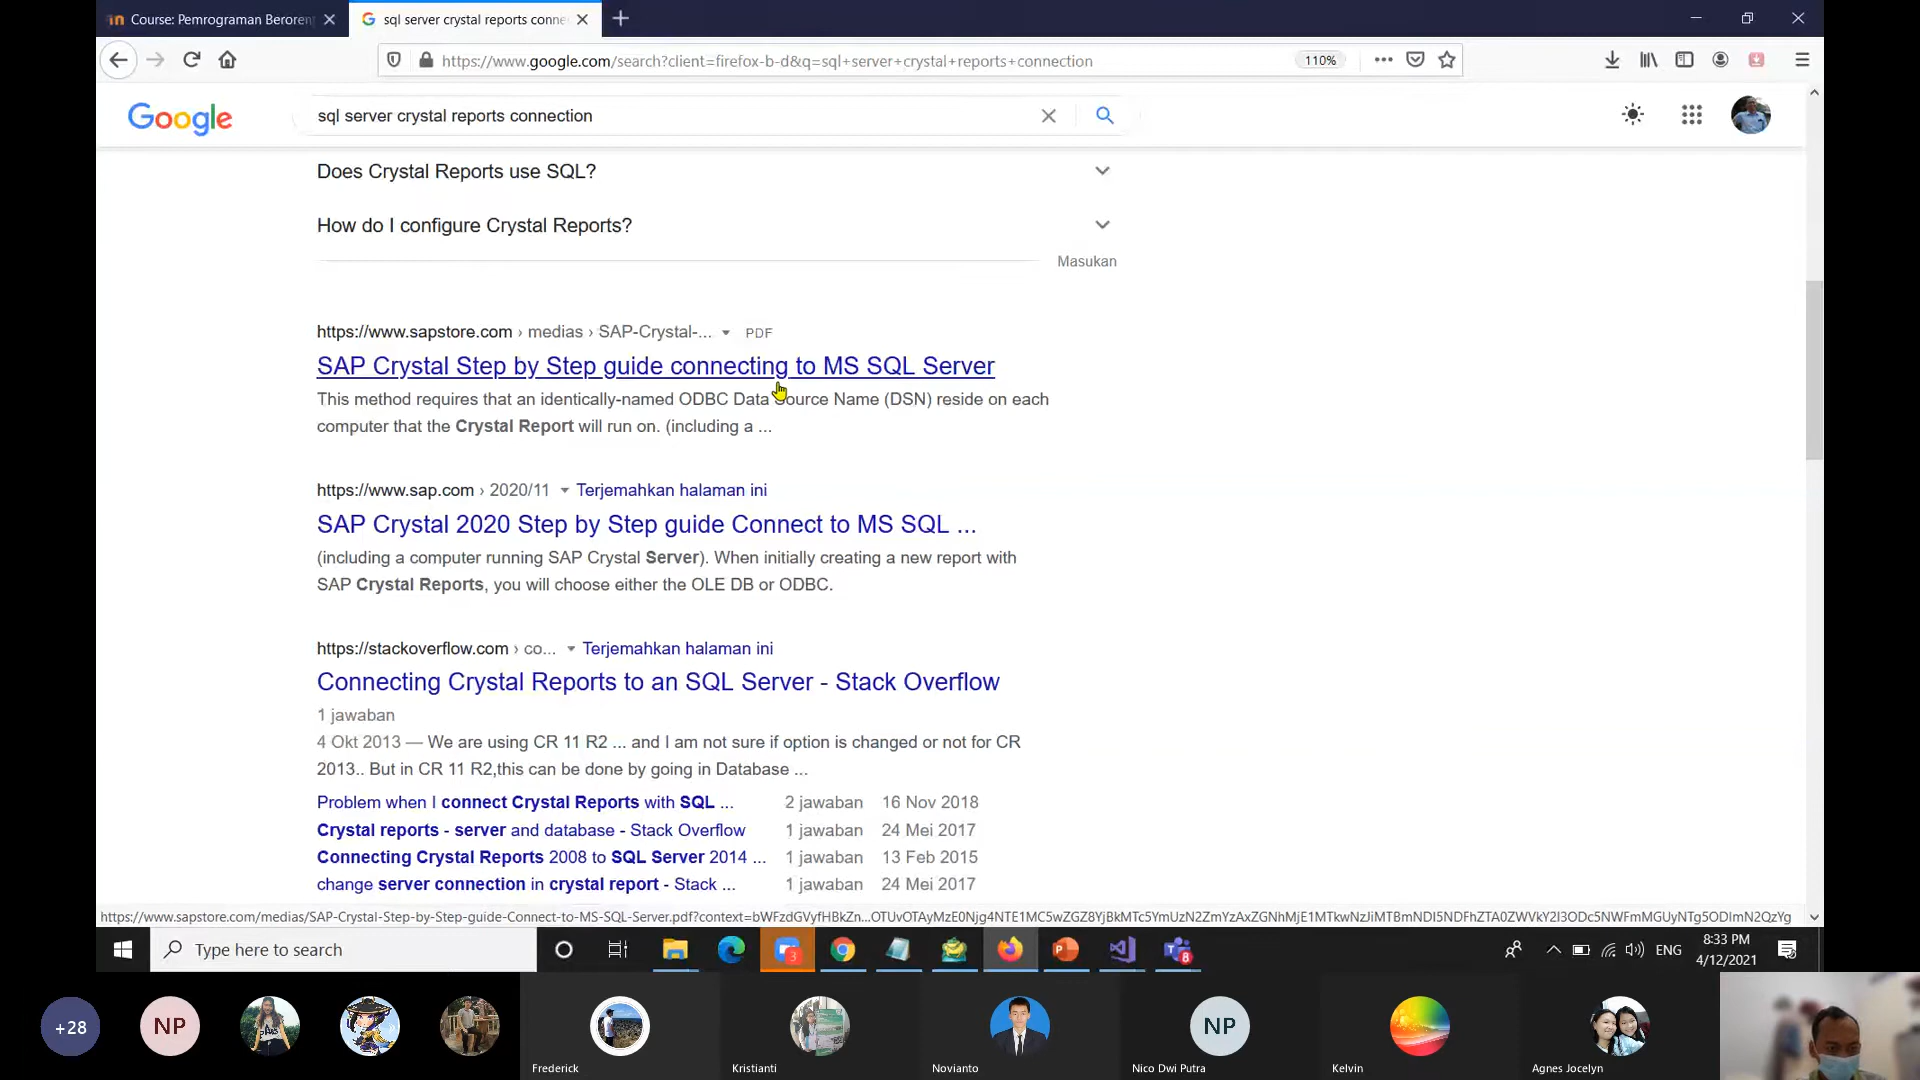 Course: Pemrograman Beroren
sql server crystal reports conne
https://www.google.com/search?client=firefox-b-d&q=sql+server+crystal+reports+connection
110%
Google
sql server crystal reports connection
Does Crystal Reports use SQL?
How do I configure Crystal Reports?
Masukan
https://www.sapstore.com › medias › SAP-Crystal-... PDF
SAP Crystal Step by Step guide connecting to MS SQL Server
This method requires that an identically-named ODBC Data Source Name (DSN) reside on each
computer that the Crystal Report will run on. (including a ...
https://www.sap.com › 2020/11 Terjemahkan halaman ini
SAP Crystal 2020 Step by Step guide Connect to MS SQL ...
(including a computer running SAP Crystal Server). When initially creating a new report with
SAP Crystal Reports, you will choose either the OLE DB or ODBC.
https://stackoverflow.com › co... Terjemahkan halaman ini
Connecting Crystal Reports to an SQL Server - Stack Overflow
1 jawaban
4 Okt 2013 — We are using CR 11 R2 ... and I am not sure if option is changed or not for CR
2013.. But in CR 11 R2,this can be done by going in Database ...
Problem when I connect Crystal Reports with SQL ... 2 jawaban 16 Nov 2018
Crystal reports - server and database - Stack Overflow 1 jawaban 24 Mei 2017
Connecting Crystal Reports 2008 to SQL Server 2014 ... 1 jawaban 13 Feb 2015
change server connection in crystal report - Stack ... 1 jawaban 24 Mei 2017
Type here to search
3
8
ENG
8:33 PM
4/12/2021
+28
NP
NP
Frederick
Kristianti
Novianto
Nico Dwi Putra
Kelvin
Agnes Jocelyn